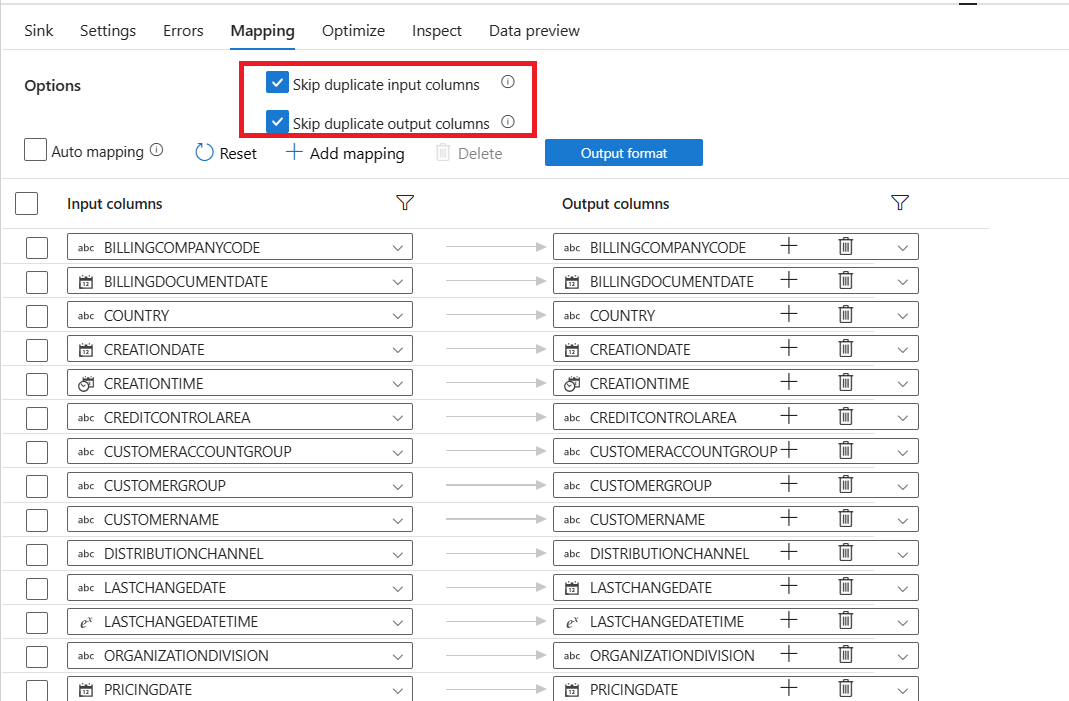 Sink Settings Errors Mapping Optimize Inspect Data preview
Options
Skip duplicate input columns
Skip duplicate output columns
Auto mapping Reset Add mapping Delete Output format
Input columns Output columns
abc BILLINGCOMPANYCODE abc BILLINGCOMPANYCODE
12 BILLINGDOCUMENTDATE 12 BILLINGDOCUMENTDATE
abc COUNTRY abc COUNTRY
12 CREATIONDATE 12 CREATIONDATE
CREATIONTIME CREATIONTIME
abc CREDITCONTROLAREA abc CREDITCONTROLAREA
abc CUSTOMERACCOUNTGROUP abc CUSTOMERACCOUNTGROUP
abc CUSTOMERGROUP abc CUSTOMERGROUP
abc CUSTOMERNAME abc CUSTOMERNAME
abc DISTRIBUTIONCHANNEL abc DISTRIBUTIONCHANNEL
abc LASTCHANGEDATE 12 LASTCHANGEDATE
eˣ LASTCHANGEDATETIME eˣ LASTCHANGEDATETIME
abc ORGANIZATIONDIVISION abc ORGANIZATIONDIVISION
12 PRICINGDATE 12 PRICINGDATE